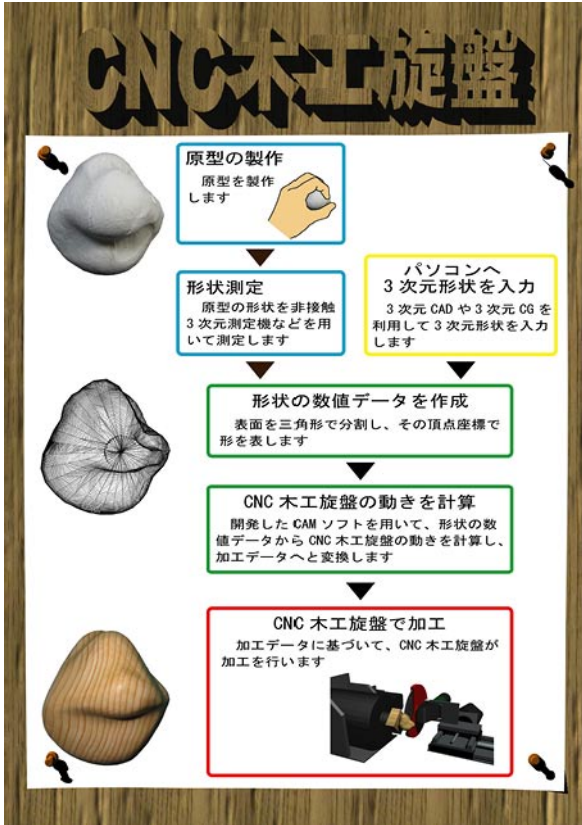 CNC木工旋盤
原型の製作
原型を製作
します
形状測定
原型の形状を非接触
3次元測定機などを用
いて測定します
パソコンへ
3次元形状を入力
3次元CADや3次元CGを
利用して3次元形状を入力
します
形状の数値データを作成
表面を三角形で分割し、その頂点座標で
形を表します
CNC木工旋盤の動きを計算
開発したCAMソフトを用いて、形状の数
値データからCNC木工旋盤の動きを計算し、
加工データへと変換します
CNC木工旋盤で加工
加工データに基づいて、CNC木工旋盤が
加工を行います